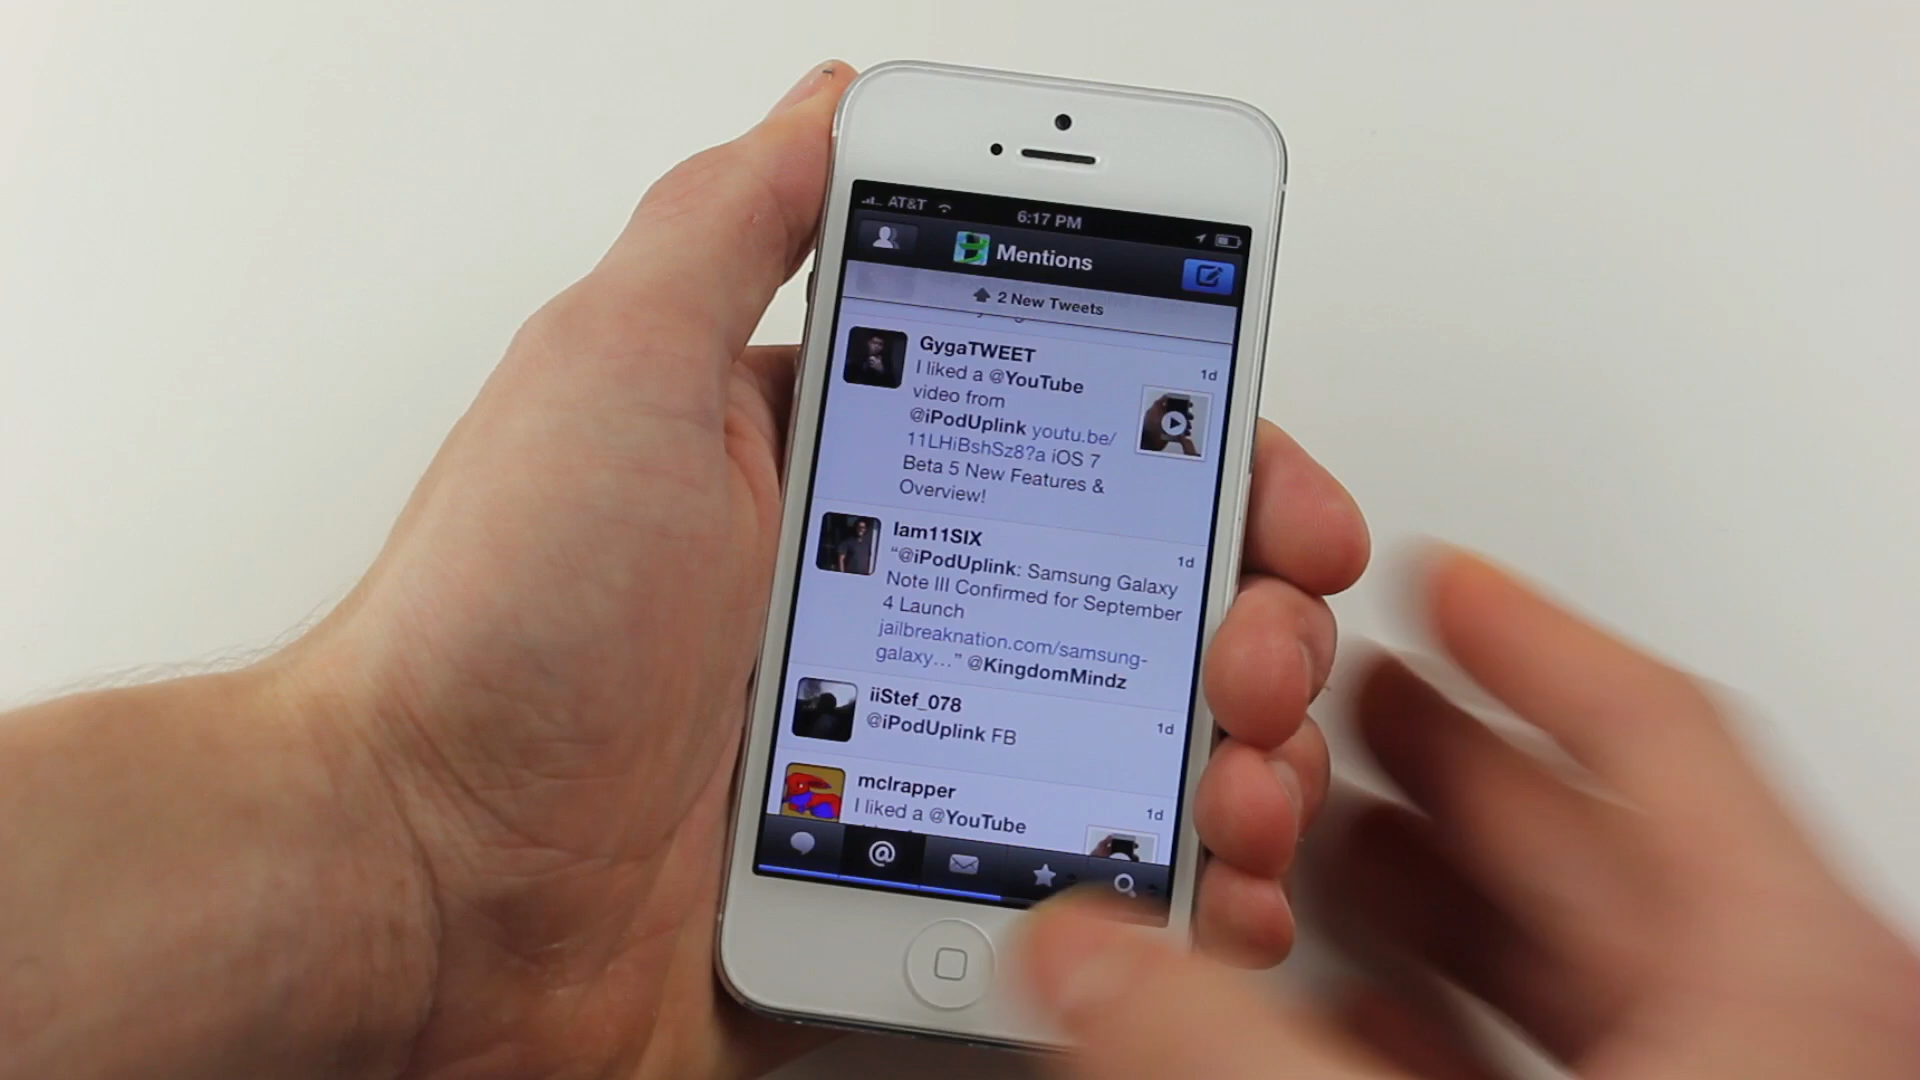 AT&T
6:17 PM
Mentions
2 New Tweets
GygaTWEET
1d
I liked a @YouTube
video from
@iPodUplink youtu.be/
11LHiBshSz8?a iOS 7
Beta 5 New Features &
Overview!
Iam11SIX
1d
“@iPodUplink: Samsung Galaxy
Note III Confirmed for September
4 Launch
jailbreaknation.com/samsung-
galaxy…” @KingdomMindz
iiStef_078
1d
@iPodUplink FB
mclrapper
1d
I liked a @YouTube
@